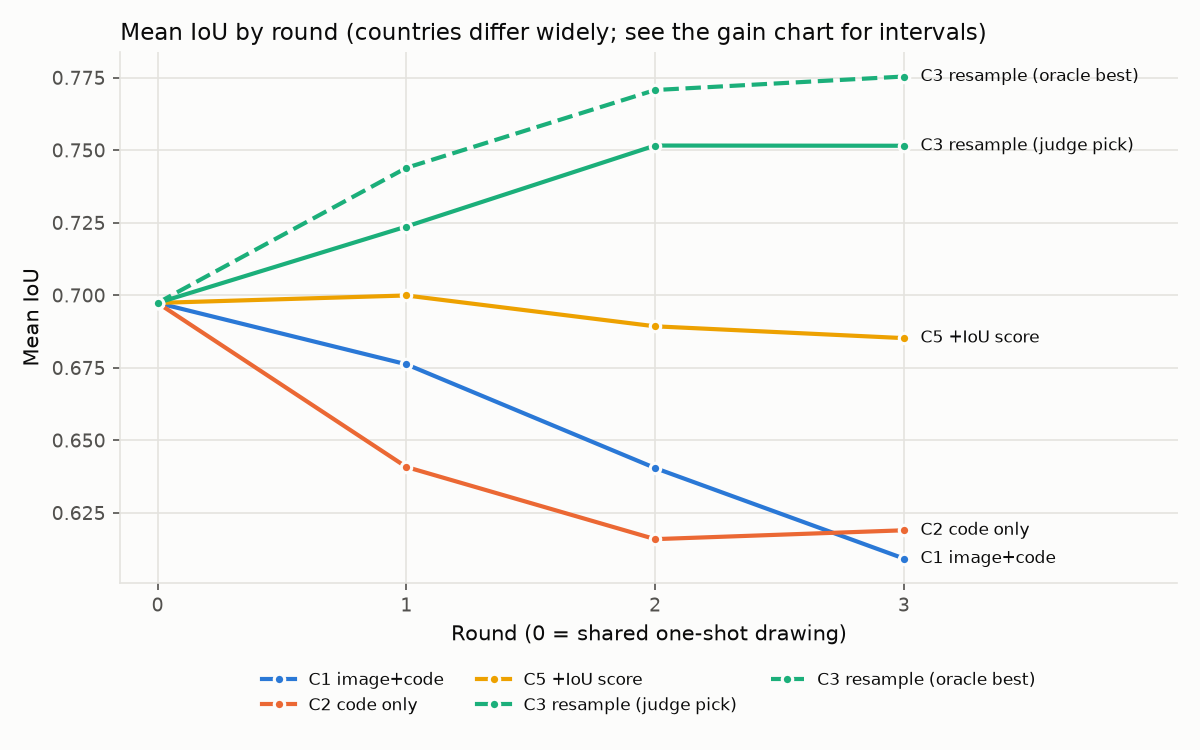 Mean IoU by round (countries differ widely; see the gain chart for intervals)
Mean IoU
0.775
0.750
0.725
0.700
0.675
0.650
0.625
C3 resample (oracle best)
C3 resample (judge pick)
C5 +IoU score
C2 code only
C1 image+code
0 1 2 3
Round (0 = shared one-shot drawing)
C1 image+code C5 +IoU score C3 resample (oracle best)
C2 code only C3 resample (judge pick)